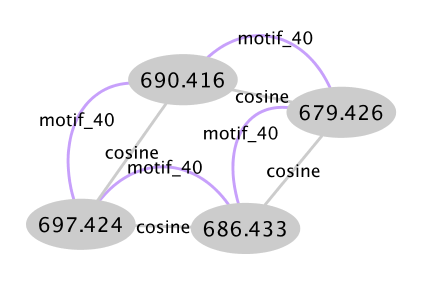 motif_40
690.416
cosine
679.426
motif_40
motif_40
cosine
motif_40
cosine
697.424
cosine
686.433